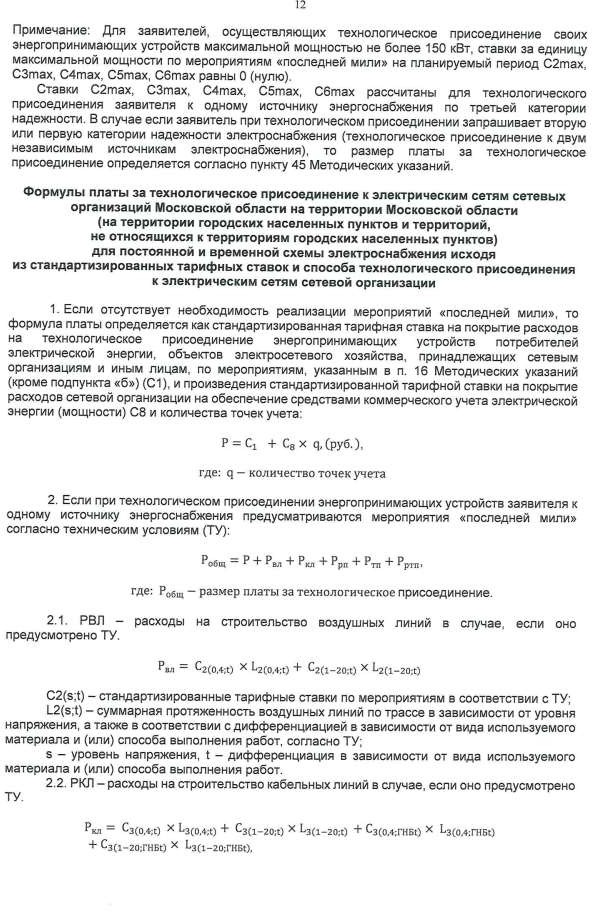 12
Примечание: Для заявителей, осуществляющих технологическое присоединение своих
энергопринимающих устройств максимальной мощностью не более 150 кВт, ставки за единицу
максимальной мощности по мероприятиям «последней мили» на планируемый период C2max,
C3max, C4max, C5max, C6max равны 0 (нулю).
Ставки C2max, C3max, C4max, C5max, C6max рассчитаны для технологического
присоединения заявителя к одному источнику энергоснабжения по третьей категории
надежности. В случае если заявитель при технологическом присоединении запрашивает вторую
или первую категории надежности электроснабжения (технологическое присоединение к двум
независимым источникам электроснабжения), то размер платы за технологическое
присоединение определяется согласно пункту 45 Методических указаний.
Формулы платы за технологическое присоединение к электрическим сетям сетевых
организаций Московской области на территории Московской области
(на территории городских населенных пунктов и территорий,
не относящихся к территориям городских населенных пунктов)
для постоянной и временной схемы электроснабжения исходя
из стандартизированных тарифных ставок и способа технологического присоединения
к электрическим сетям сетевой организации
1. Если отсутствует необходимость реализации мероприятий «последней мили», то
формула платы определяется как стандартизированная тарифная ставка на покрытие расходов
на технологическое присоединение энергопринимающих устройств потребителей
электрической энергии, объектов электросетевого хозяйства, принадлежащих сетевым
организациям и иным лицам, по мероприятиям, указанным в п. 16 Методических указаний
(кроме подпункта «б») (С1), и произведения стандартизированной тарифной ставки на покрытие
расходов сетевой организации на обеспечение средствами коммерческого учета электрической
энергии (мощности) С8 и количества точек учета:
P = C₁ + C₈ × q, (руб.),
где: q – количество точек учета
2. Если при технологическом присоединении энергопринимающих устройств заявителя к
одному источнику энергоснабжения предусматриваются мероприятия «последней мили»
согласно техническим условиям (ТУ):
Pобщ = P + Pвл + Pкл + Pрп + Pтп + Pртп,
где: Pобщ – размер платы за технологическое присоединение.
2.1. РВЛ – расходы на строительство воздушных линий в случае, если оно
предусмотрено ТУ.
Pвл = C2(0,4;t) × L2(0,4;t) + C2(1−20;t) × L2(1−20;t)
C2(s;t) – стандартизированные тарифные ставки по мероприятиям в соответствии с ТУ;
L2(s;t) – суммарная протяженность воздушных линий по трассе в зависимости от уровня
напряжения, а также в соответствии с дифференциацией в зависимости от вида используемого
материала и (или) способа выполнения работ, согласно ТУ;
s – уровень напряжения, t – дифференциация в зависимости от вида используемого
материала и (или) способа выполнения работ.
2.2. РКЛ – расходы на строительство кабельных линий в случае, если оно предусмотрено
ТУ.
Pкл = C3(0,4;t) × L3(0,4;t) + C3(1−20;t) × L3(1−20;t) + C3(0,4;ГНБt) × L3(0,4;ГНБt)
+ C3(1−20;ГНБt) × L3(1−20;ГНБt),